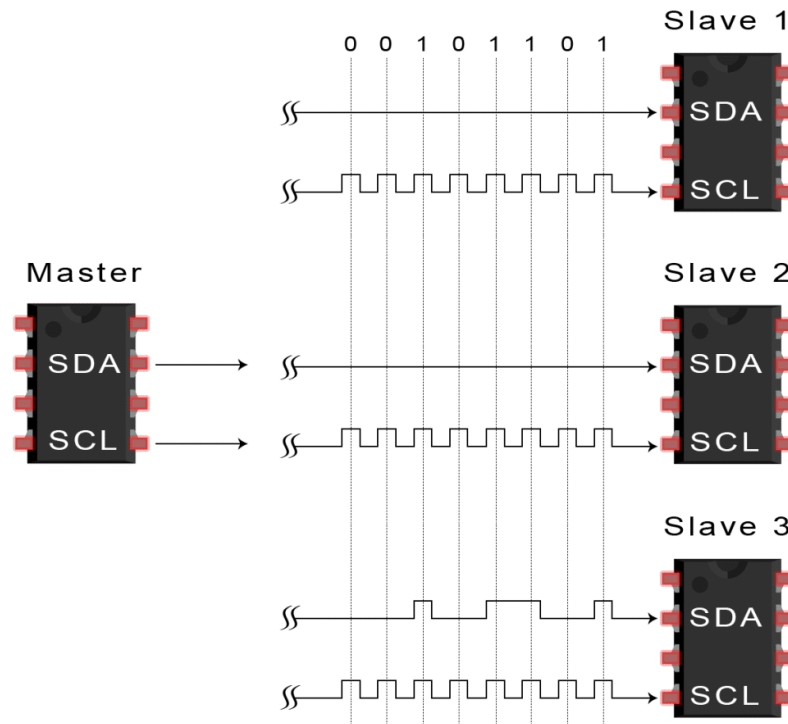 Slave 1
0 0 1 0 1 1 0 1
SDA
SCL
Master
SDA
SCL
Slave 2
SDA
SCL
Slave 3
SDA
SCL